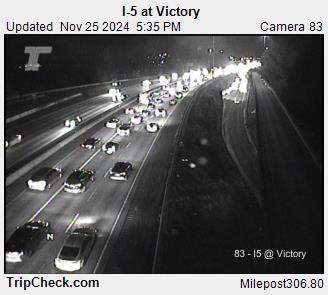 I-5 at Victory
Updated Nov 25 2024 5:35 PM Camera 83
T
N
83 - I5 @ Victory
TripCheck.com Milepost306.80